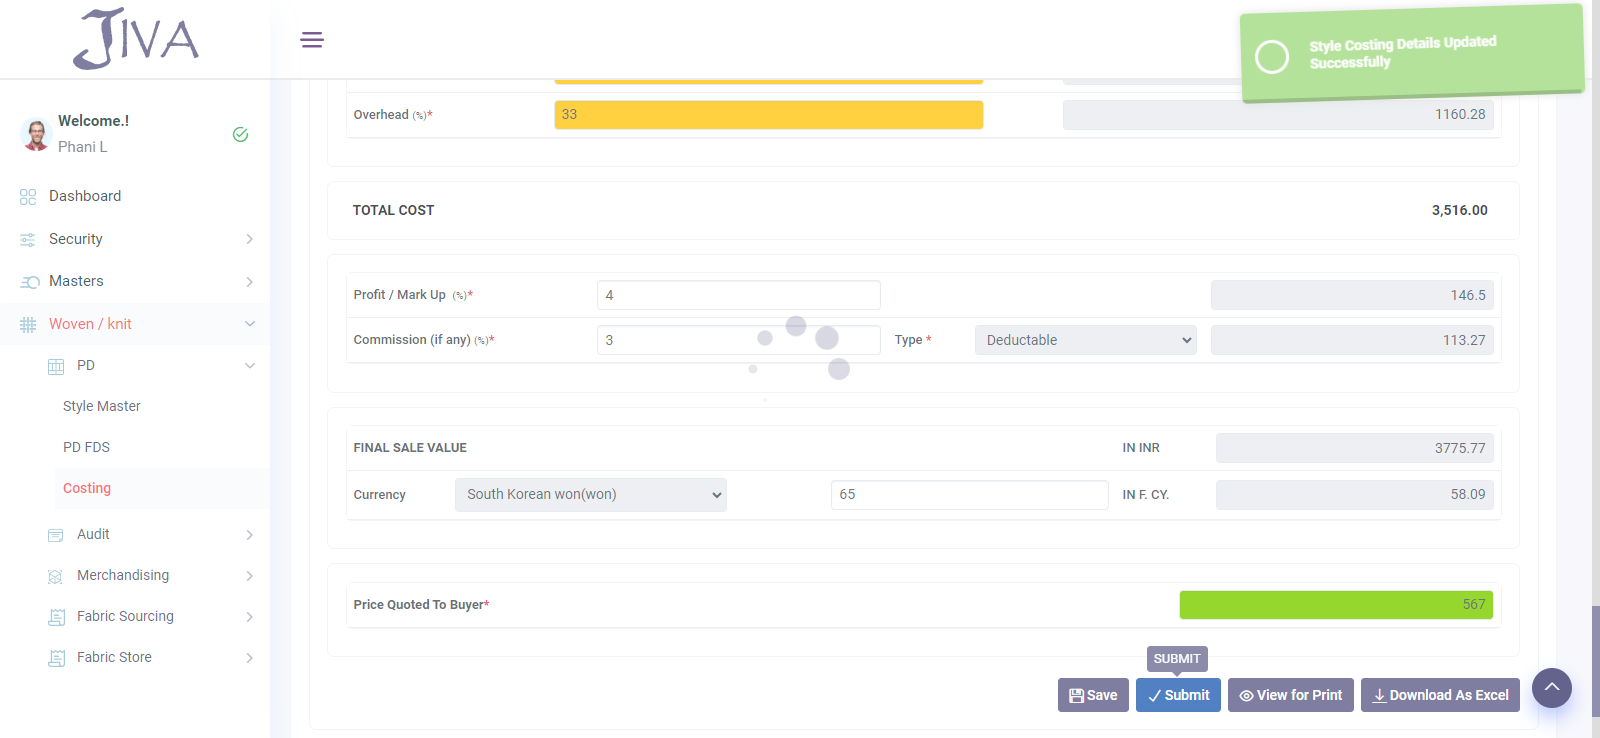 JIVA
Style Costing Details Updated
Successfully
Welcome.!
Phani L
Dashboard
Security
Masters
Woven / knit
PD
Style Master
PD FDS
Costing
Audit
Merchandising
Fabric Sourcing
Fabric Store
Overhead (%)* 33 1160.28
TOTAL COST 3,516.00
Profit / Mark Up (%)* 4 146.5
Commission (if any) (%)* 3 Type * Deductable 113.27
FINAL SALE VALUE IN INR 3775.77
Currency South Korean won(won) 65 IN F. CY. 58.09
Price Quoted To Buyer* 567
SUBMIT
Save Submit View for Print Download As Excel